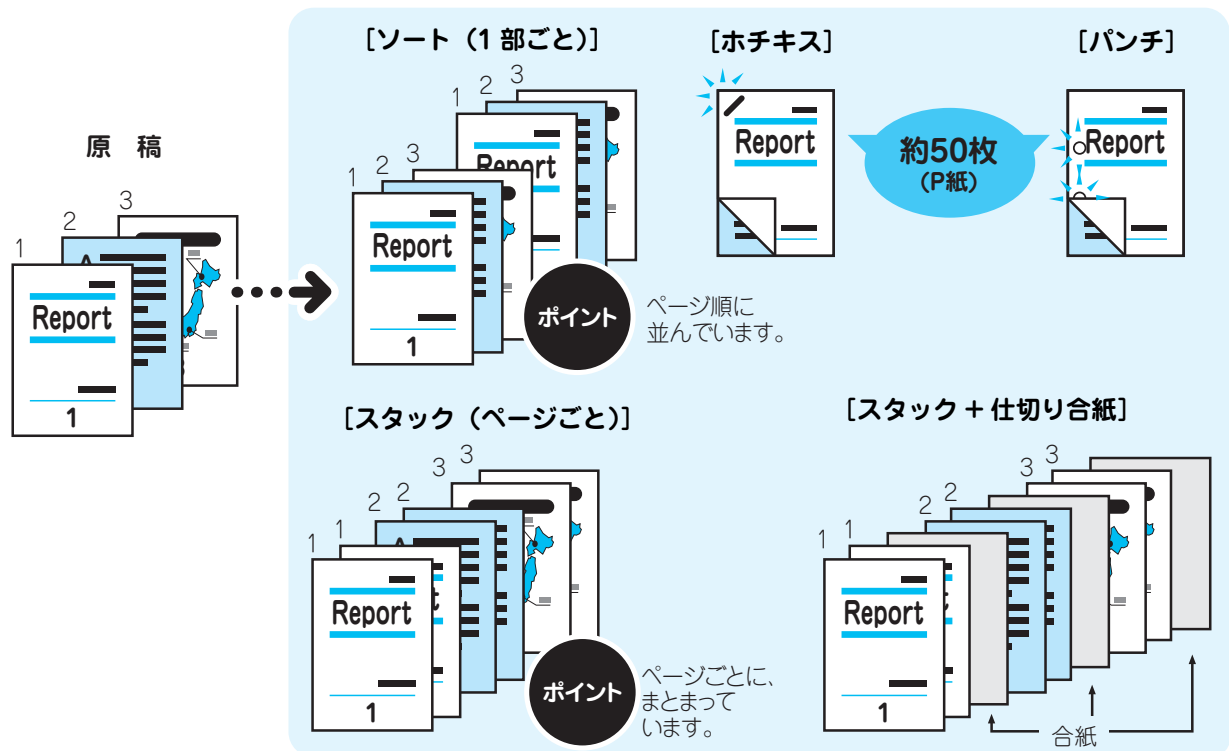 原 稿
1
2
3
Report
1
[ソート（1 部ごと）]
1
2
3
1
2
3
Report
Report
1
ポイント
ページ順に
並んでいます。
[ホチキス]
Report
約50枚
(P紙)
[パンチ]
Report
[スタック（ページごと）]
1
1
2
2
3
3
Report
1
ポイント
ページごとに、
まとまって
います。
[スタック + 仕切り合紙]
1
1
2
2
3
3
Report
1
合紙